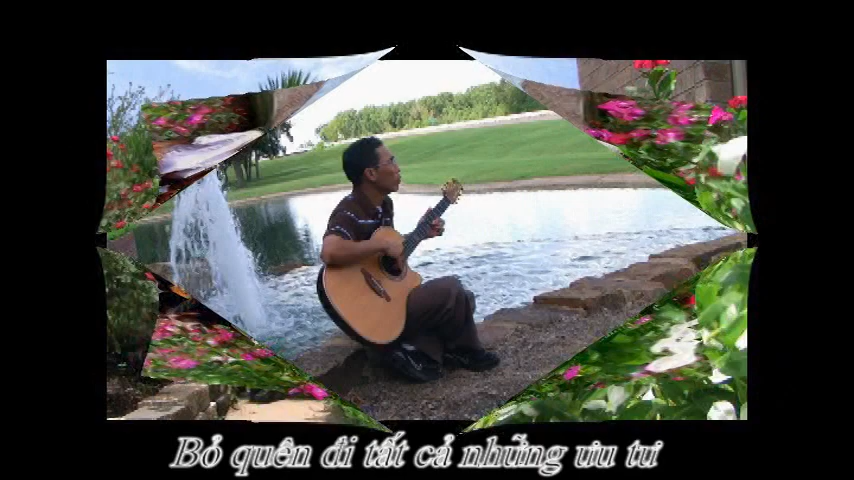 Bỏ quên đi tất cả những ưu tư